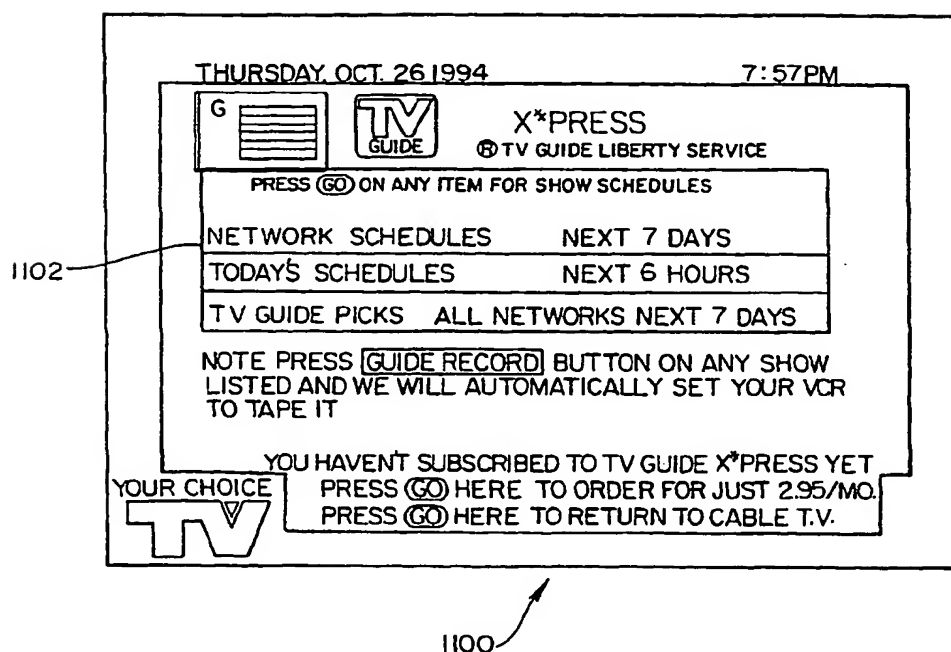 THURSDAY, OCT. 26 1994 7:57PM
G TV GUIDE X*PRESS
® TV GUIDE LIBERTY SERVICE
PRESS GO ON ANY ITEM FOR SHOW SCHEDULES
NETWORK SCHEDULES NEXT 7 DAYS
1102
TODAY'S SCHEDULES NEXT 6 HOURS
TV GUIDE PICKS ALL NETWORKS NEXT 7 DAYS
NOTE PRESS GUIDE RECORD BUTTON ON ANY SHOW
LISTED AND WE WILL AUTOMATICALLY SET YOUR VCR
TO TAPE IT
YOU HAVEN'T SUBSCRIBED TO TV GUIDE X*PRESS YET
YOUR CHOICE PRESS GO HERE TO ORDER FOR JUST 2.95/MO.
TV PRESS GO HERE TO RETURN TO CABLE T.V.
1100